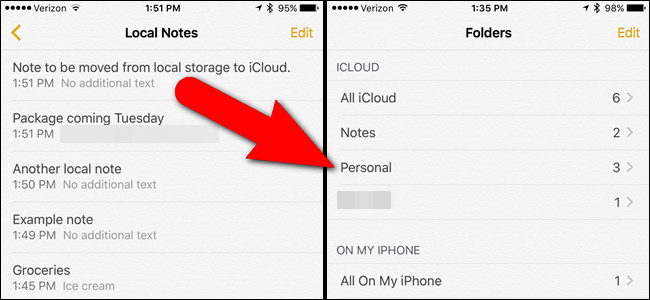 Verizon 1:51 PM 95%
Local Notes Edit
Note to be moved from local storage to iCloud.
1:51 PM No additional text
Package coming Tuesday
1:51 PM
Another local note
1:50 PM No additional text
Example note
1:49 PM No additional text
Groceries
1:45 PM Ice cream
Verizon 1:35 PM 98%
Folders Edit
ICLOUD
All iCloud 6
Notes 2
Personal 3
1
ON MY IPHONE
All On My iPhone 1